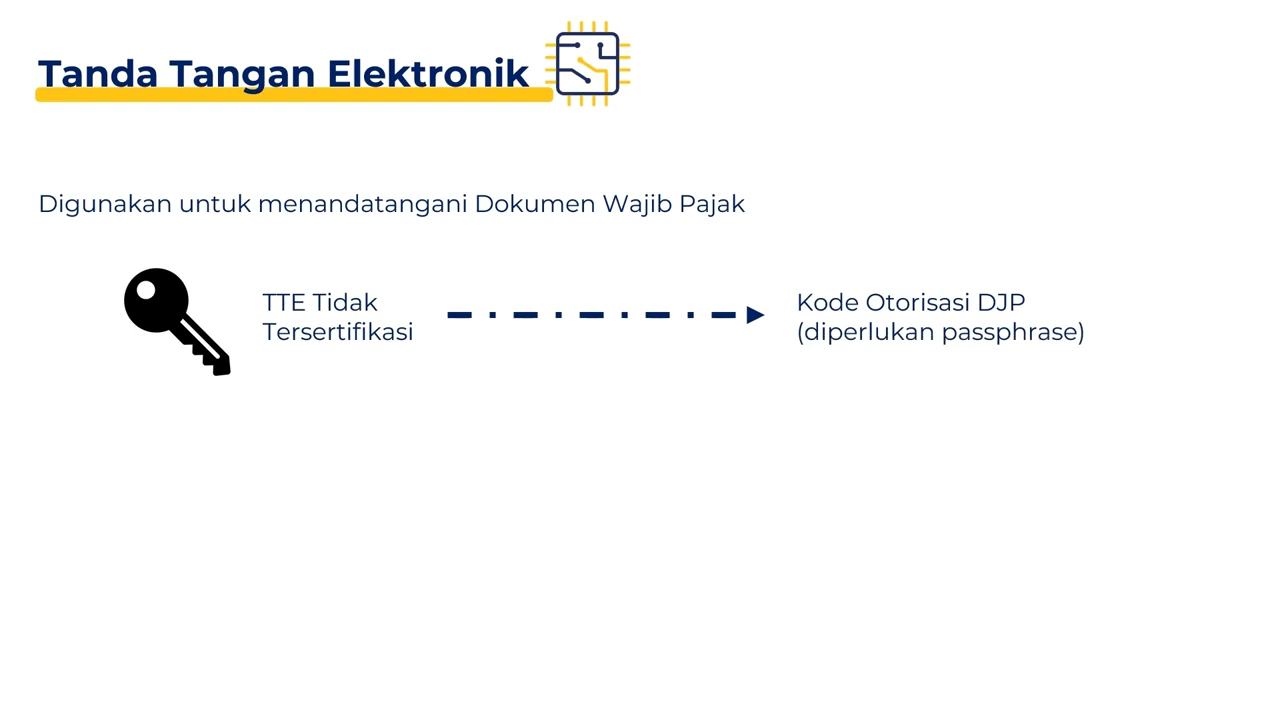 Tanda Tangan Elektronik
Digunakan untuk menandatangani Dokumen Wajib Pajak
TTE Tidak
Tersertifikasi
Kode Otorisasi DJP
(diperlukan passphrase)